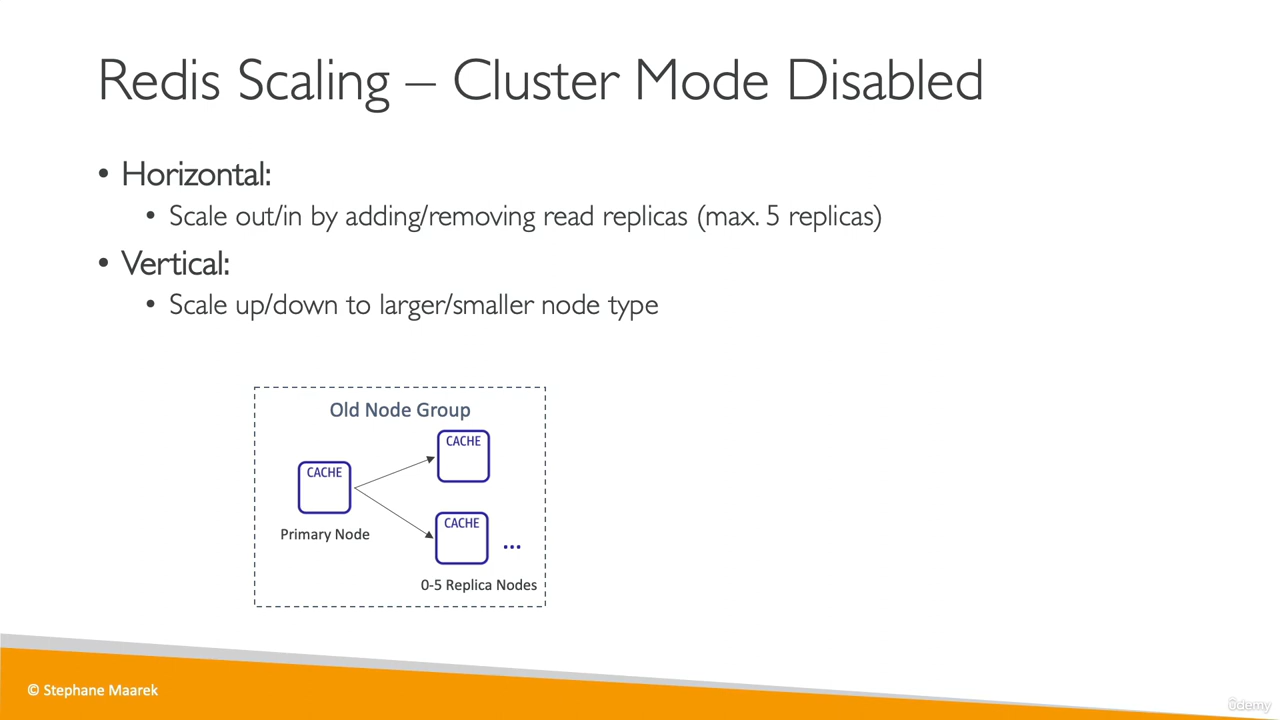 Redis Scaling – Cluster Mode Disabled
• Horizontal:
• Scale out/in by adding/removing read replicas (max. 5 replicas)
• Vertical:
• Scale up/down to larger/smaller node type
Old Node Group
CACHE
CACHE
Primary Node
CACHE
...
0-5 Replica Nodes
© Stephane Maarek
ûdemy